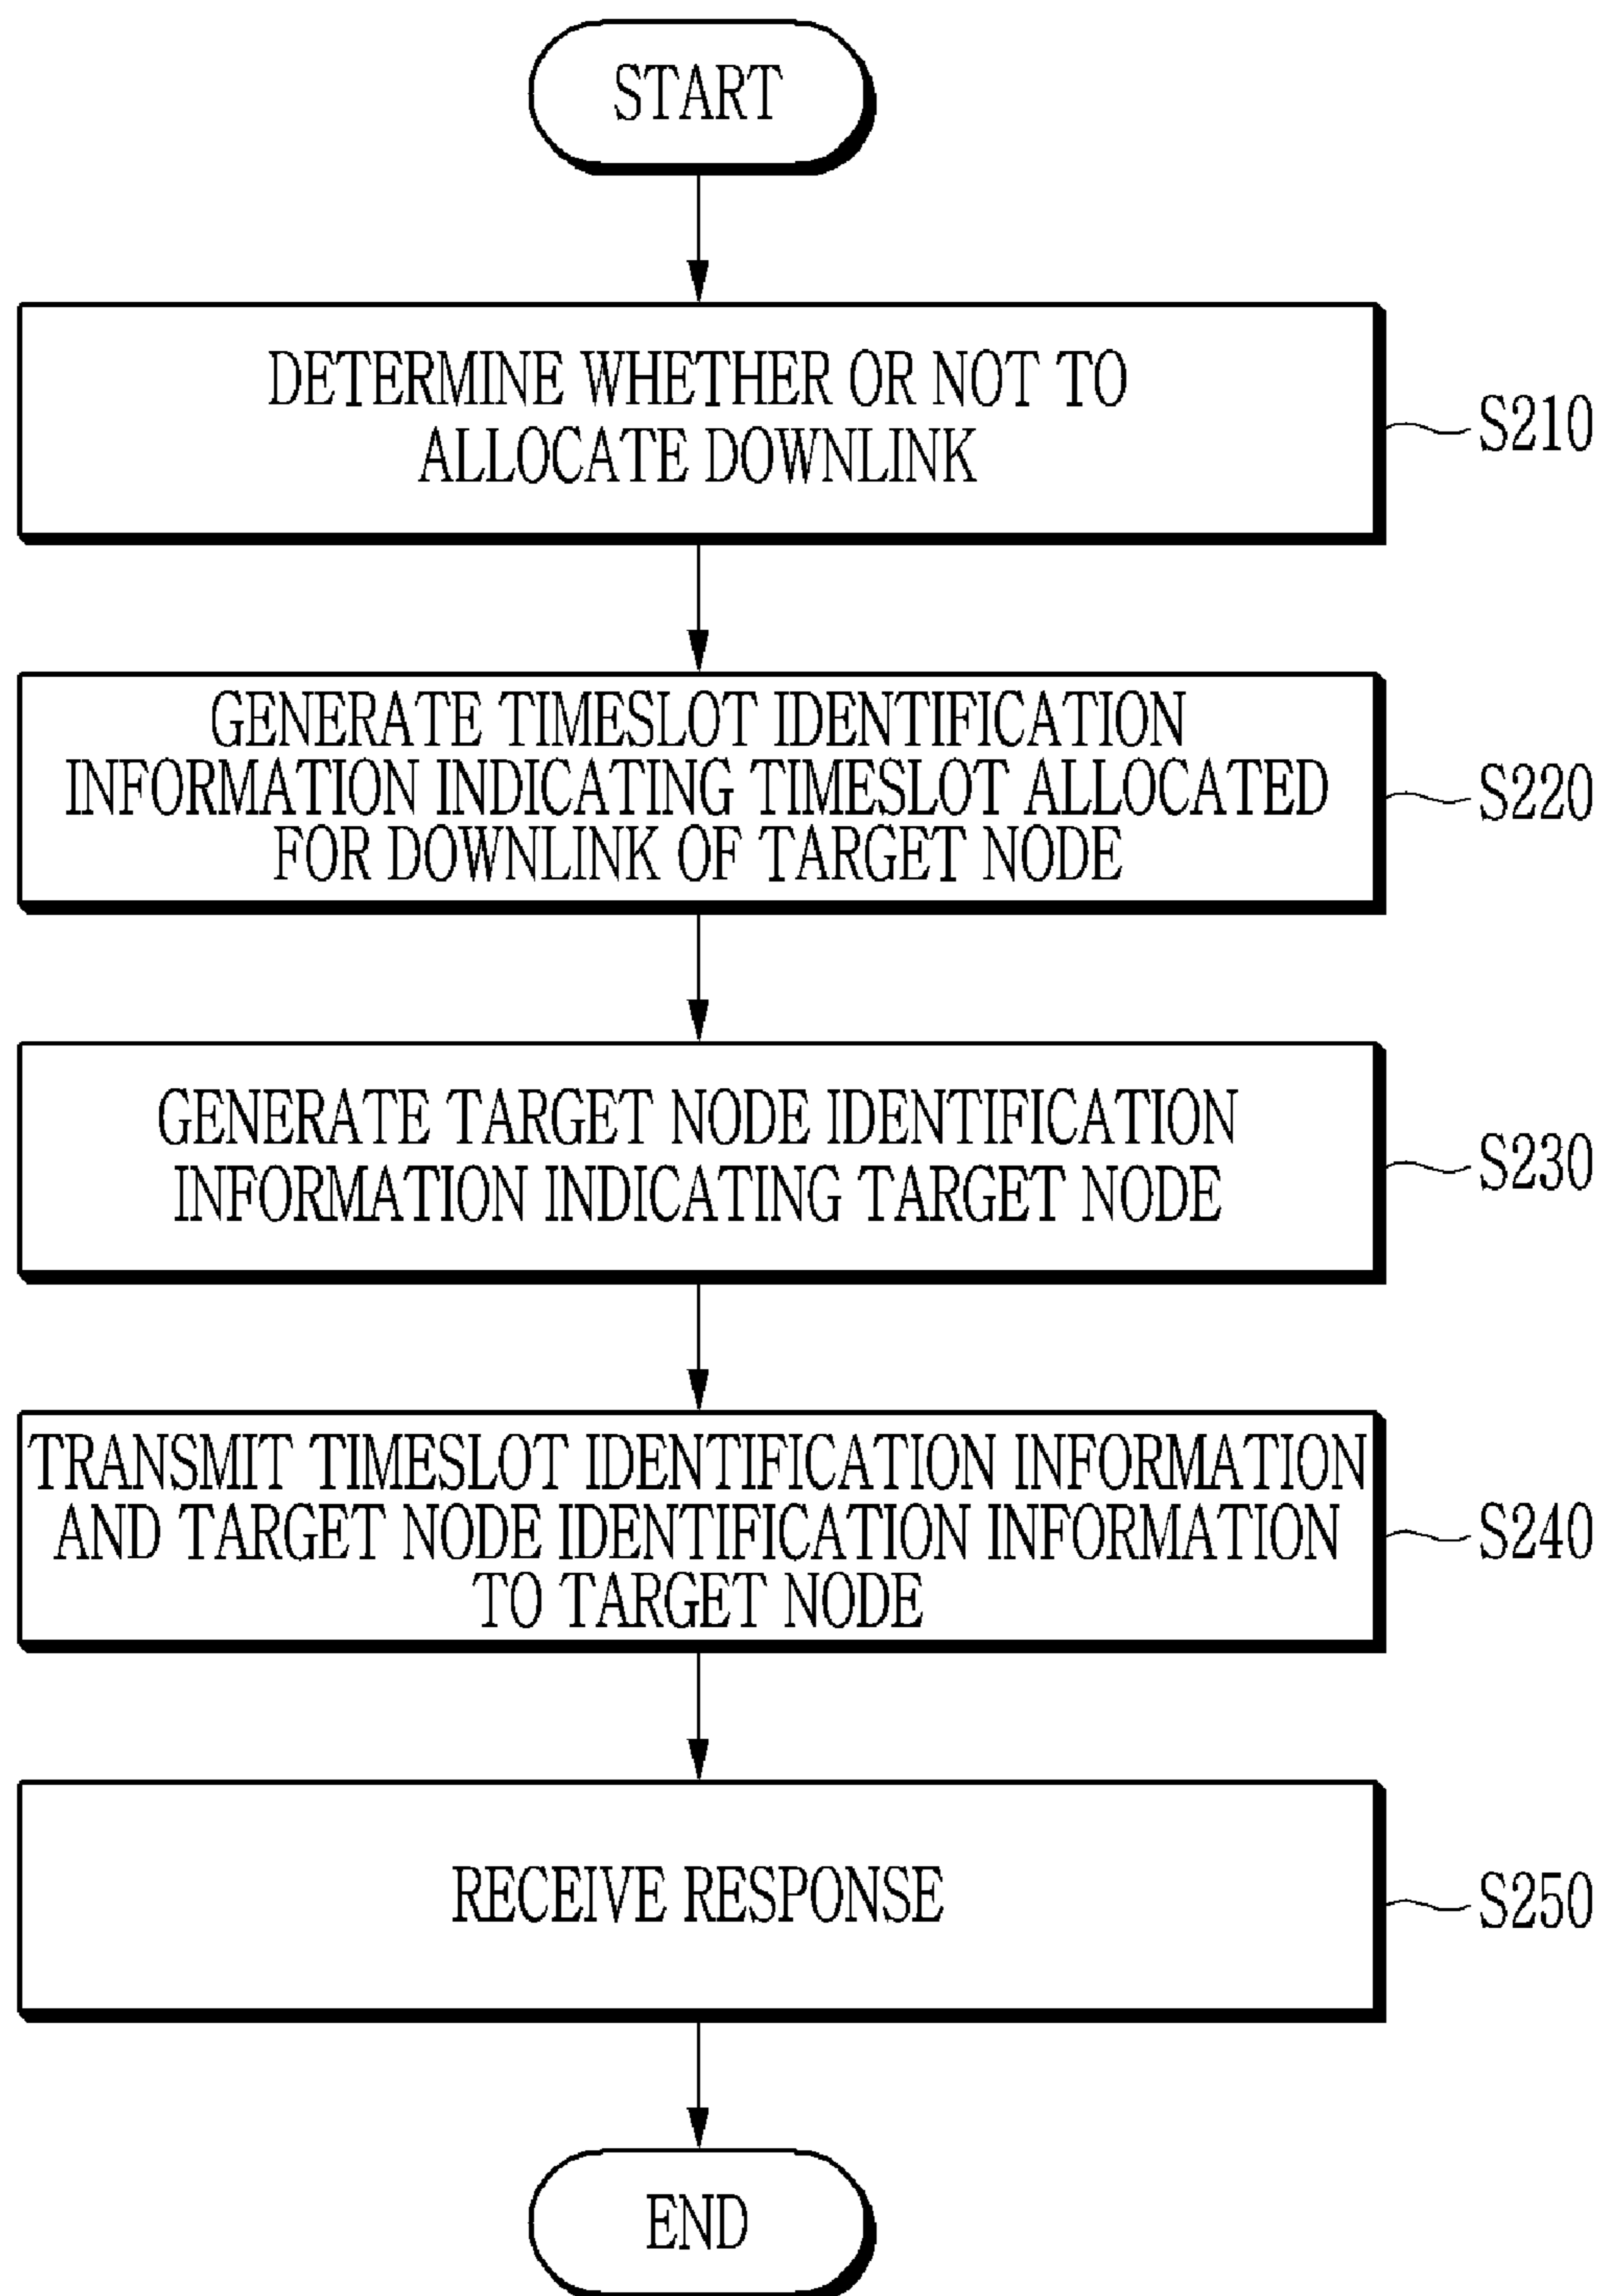 START
DETERMINE WHETHER OR NOT TO
ALLOCATE DOWNLINK
S210
GENERATE TIMESLOT IDENTIFICATION
INFORMATION INDICATING TIMESLOT ALLOCATED
FOR DOWNLINK OF TARGET NODE
S220
GENERATE TARGET NODE IDENTIFICATION
INFORMATION INDICATING TARGET NODE
S230
TRANSMIT TIMESLOT IDENTIFICATION INFORMATION
AND TARGET NODE IDENTIFICATION INFORMATION
TO TARGET NODE
S240
RECEIVE RESPONSE
S250
END